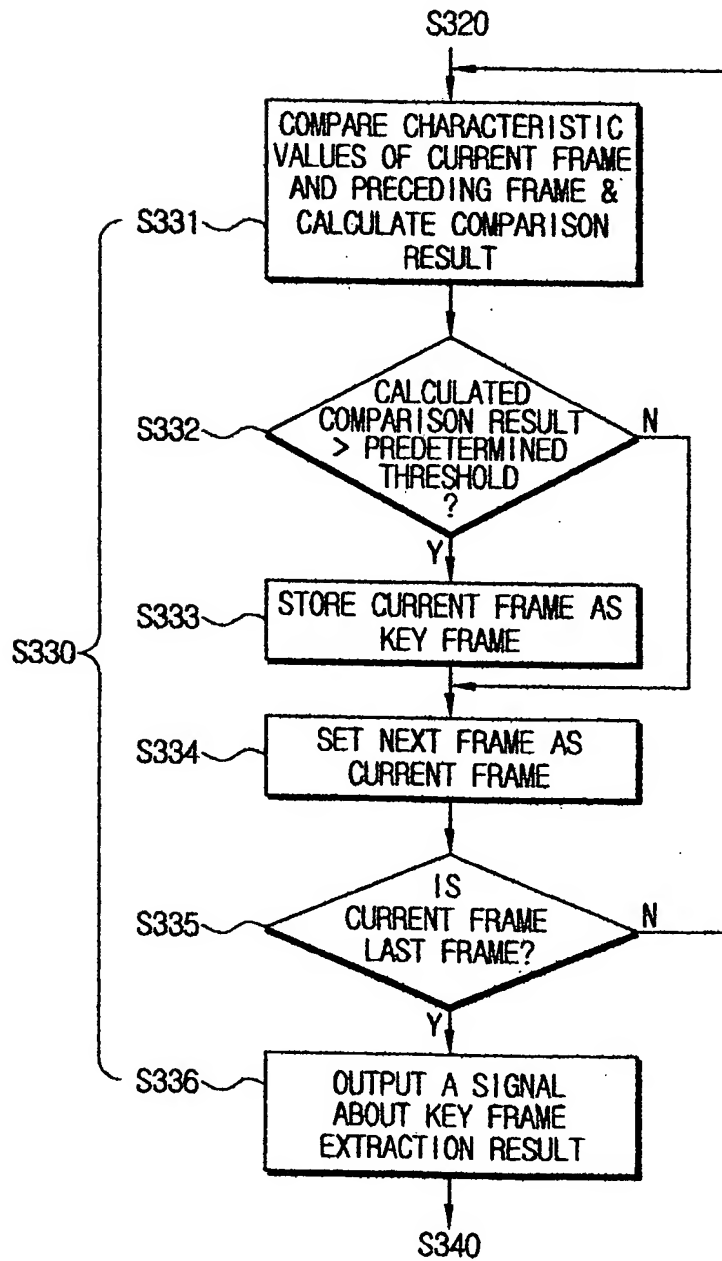 S320
COMPARE CHARACTERISTIC
VALUES OF CURRENT FRAME
AND PRECEDING FRAME &
CALCULATE COMPARISON
RESULT
S331
CALCULATED
COMPARISON RESULT
> PREDETERMINED
THRESHOLD
?
S332
N
Y
S333
STORE CURRENT FRAME AS
KEY FRAME
S330
S334
SET NEXT FRAME AS
CURRENT FRAME
IS
CURRENT FRAME
LAST FRAME?
S335
N
Y
S336
OUTPUT A SIGNAL
ABOUT KEY FRAME
EXTRACTION RESULT
S340